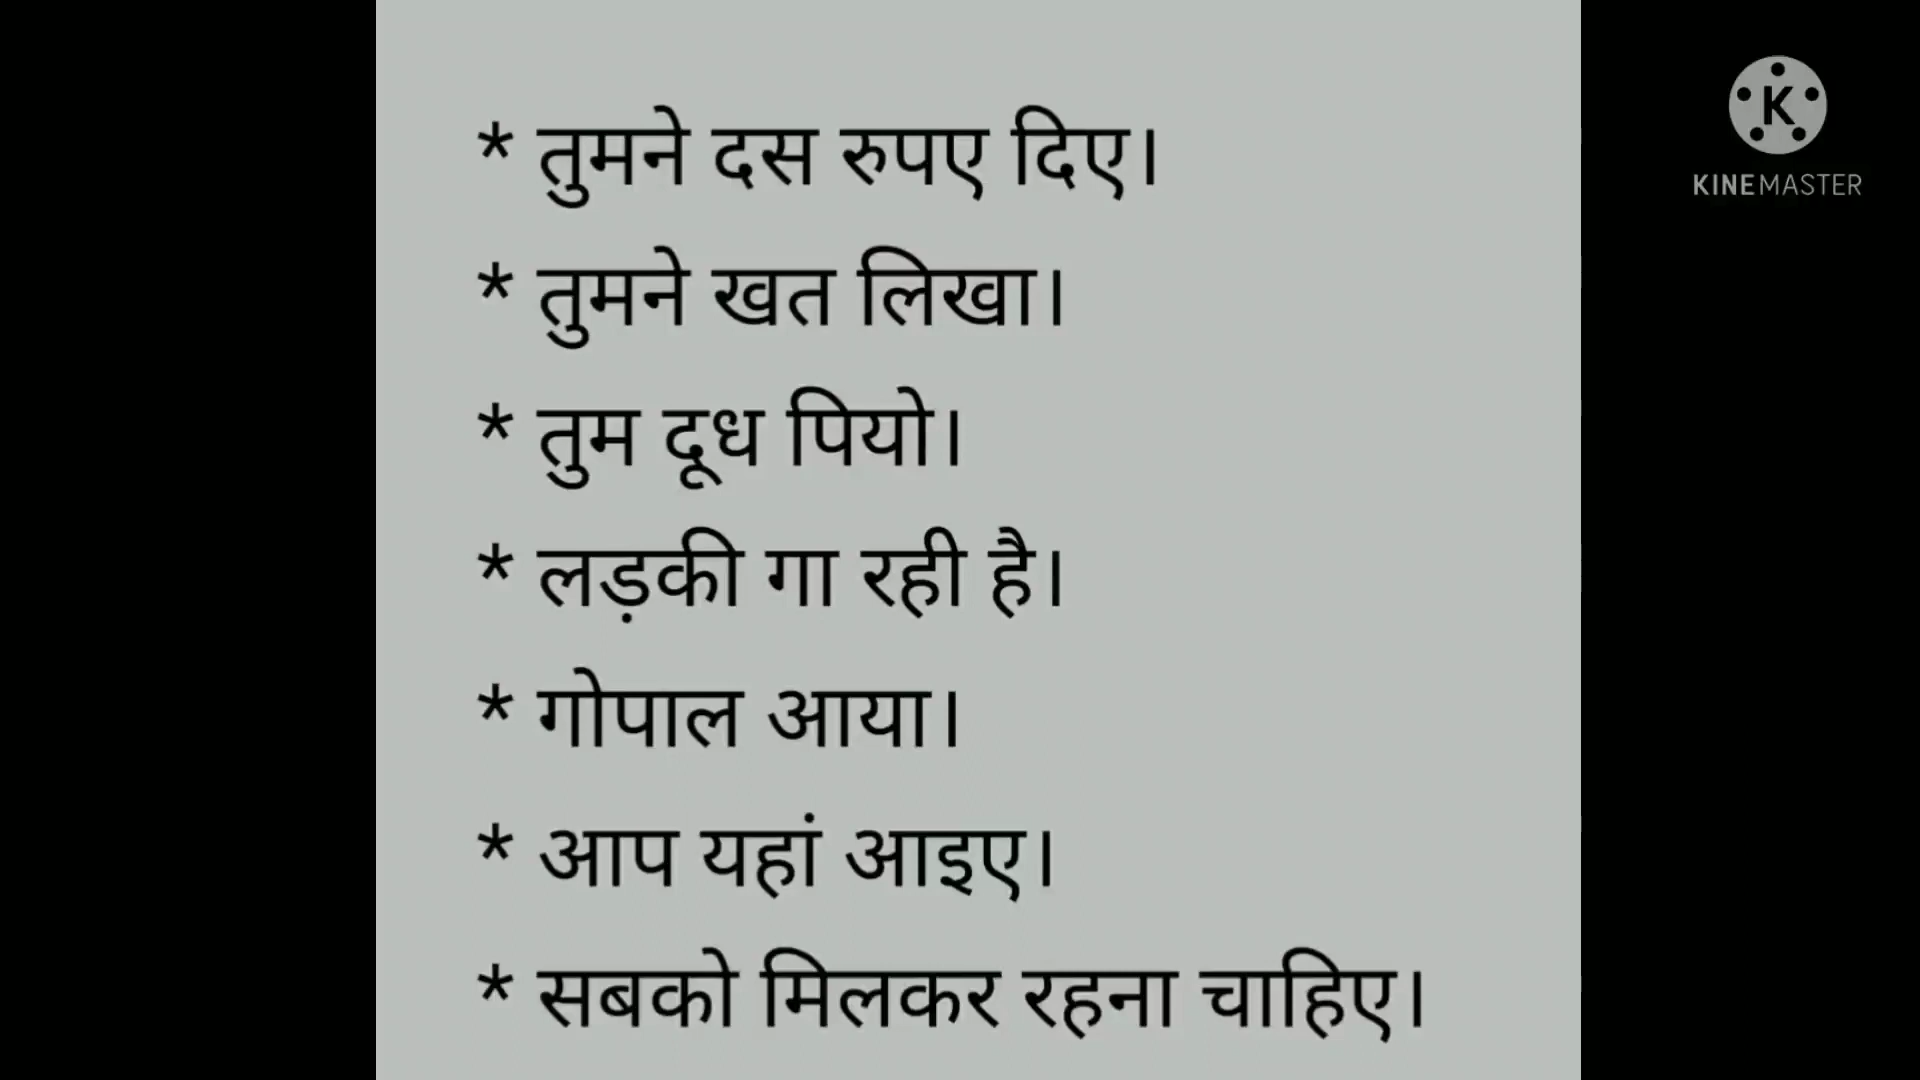 * तुमने दस रुपए दिए।
* तुमने खत लिखा।
* तुम दूध पियो।
* लड़की गा रही है।
* गोपाल आया।
* आप यहां आइए।
* सबको मिलकर रहना चाहिए।
K
KINEMASTER